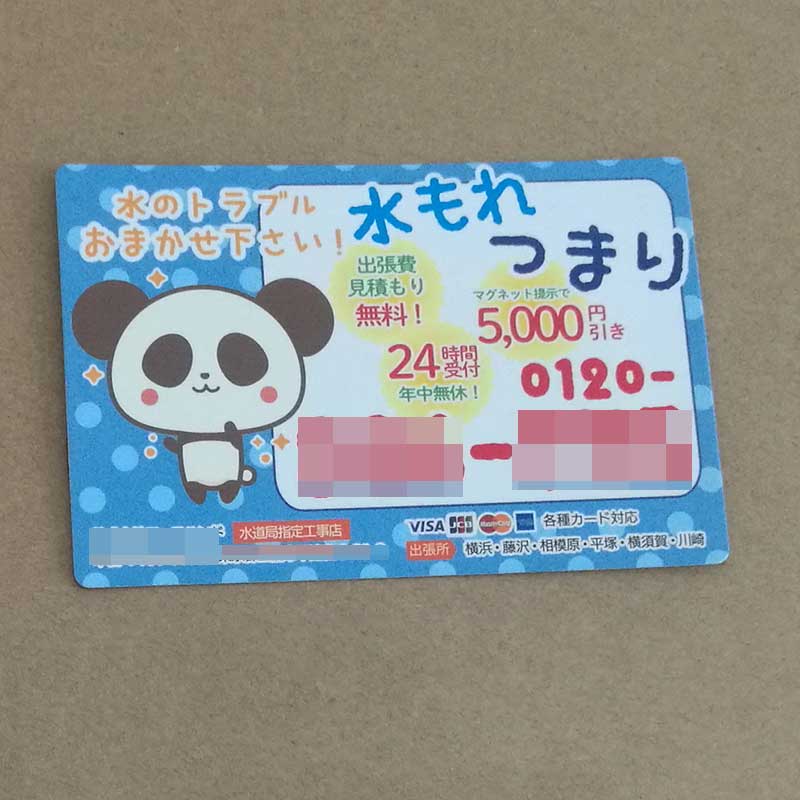 水のトラブル
おまかせ下さい！
水もれ
つまり
出張費
見積もり
無料！
マグネット提示で
5,000円引き
24時間受付
年中無休！
0120-
水道局指定工事店
VISA JCB MasterCard 各種カード対応
出張所 横浜・藤沢・相模原・平塚・横須賀・川崎